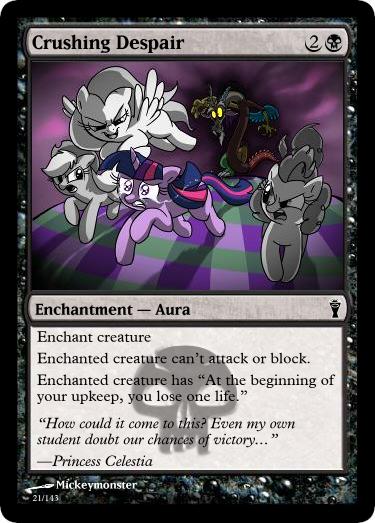 Crushing Despair 2
Enchantment — Aura
Enchant creature
Enchanted creature can't attack or block.
Enchanted creature has “At the beginning of
your upkeep, you lose one life.”
“How could it come to this? Even my own
student doubt our chances of victory…”
—Princess Celestia
Mickeymonster
21/143